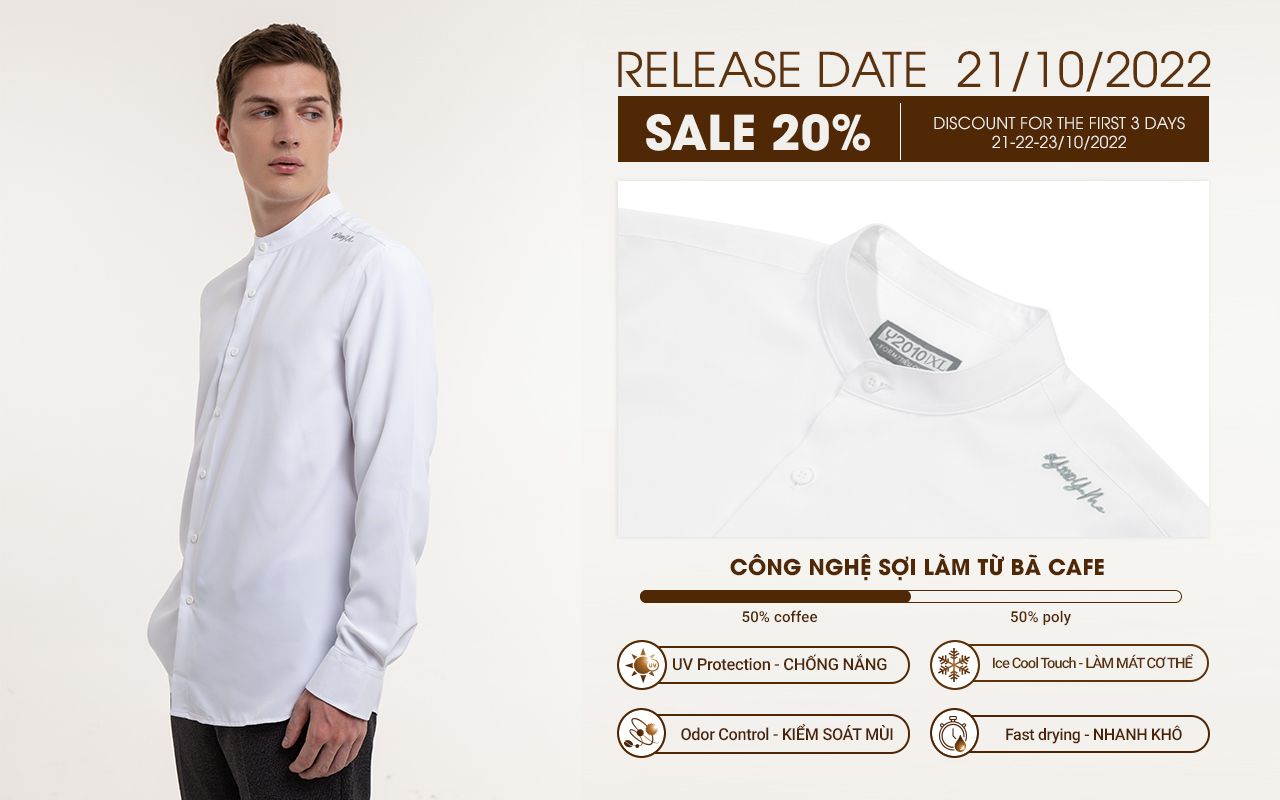 RELEASE DATE 21/10/2022
SALE 20%
DISCOUNT FOR THE FIRST 3 DAYS
21-22-23/10/2022
Y2010|XL
CÔNG NGHỆ SỢI LÀM TỪ BÃ CAFE
50% coffee
50% poly
UV
UV Protection - CHỐNG NẮNG
Ice Cool Touch - LÀM MÁT CƠ THỂ
Odor Control - KIỂM SOÁT MÙI
Fast drying - NHANH KHÔ